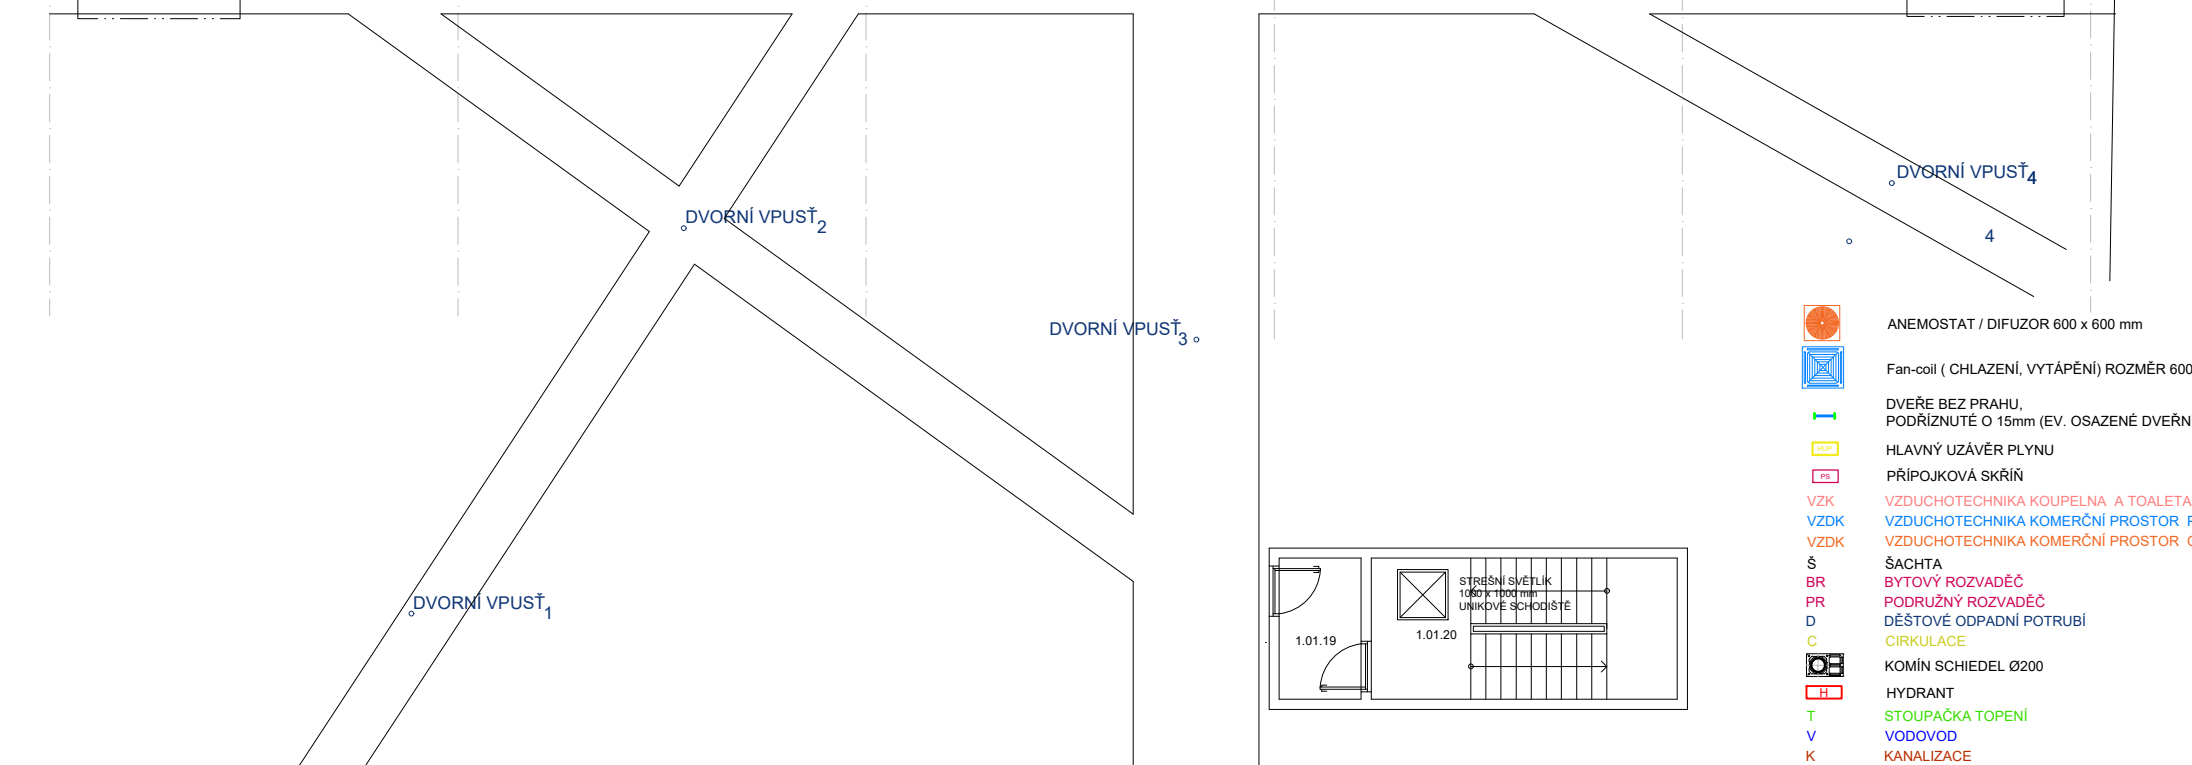 DVORNÍ VPUSŤ4
DVORNÍ VPUSŤ2
4
DVORNÍ VPUSŤ3
DVORNÍ VPUSŤ1
STREŠNÍ SVĚTLÍK
1000 x 1000 mm
UNIKOVÉ SCHODIŠTĚ
1.01.19
1.01.20
ANEMOSTAT / DIFUZOR 600 x 600 mm
Fan-coil ( CHLAZENÍ, VYTÁPĚNÍ) ROZMĚR 600
DVEŘE BEZ PRAHU,
PODŘÍZNUTÉ O 15mm (EV. OSAZENÉ DVEŘN
HUP HLAVNÝ UZÁVĚR PLYNU
PS PŘÍPOJKOVÁ SKŘÍŇ
VZK VZDUCHOTECHNIKA KOUPELNA A TOALETA
VZDK VZDUCHOTECHNIKA KOMERČNÍ PROSTOR
VZDK VZDUCHOTECHNIKA KOMERČNÍ PROSTOR
Š ŠACHTA
BR BYTOVÝ ROZVADĚČ
PR PODRUŽNÝ ROZVADĚČ
D DĚŠTOVÉ ODPADNÍ POTRUBÍ
C CIRKULACE
KOMÍN SCHIEDEL Ø200
H HYDRANT
T STOUPAČKA TOPENÍ
V VODOVOD
K KANALIZACE